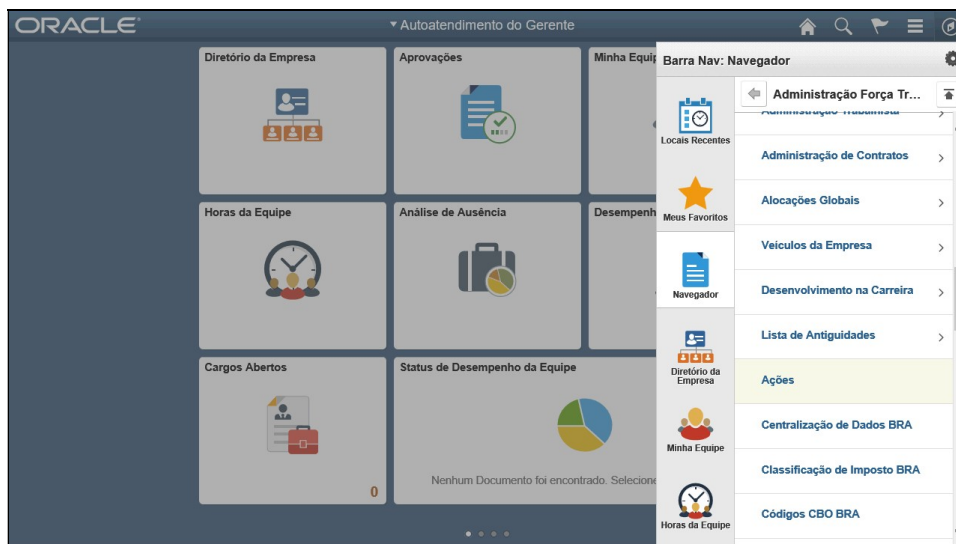 ORACLE
Autoatendimento do Gerente
Diretório da Empresa
Aprovações
Minha Equip
Horas da Equipe
Análise de Ausência
Desempenh
Cargos Abertos
0
Status de Desempenho da Equipe
Nenhum Documento foi encontrado. Selecione
Barra Nav: Navegador
Locais Recentes
Meus Favoritos
Navegador
Diretório da
Empresa
Minha Equipe
Horas da Equipe
Administração Força Tr...
Administração Trabalhista
Administração de Contratos
Alocações Globais
Veículos da Empresa
Desenvolvimento na Carreira
Lista de Antiguidades
Ações
Centralização de Dados BRA
Classificação de Imposto BRA
Códigos CBO BRA